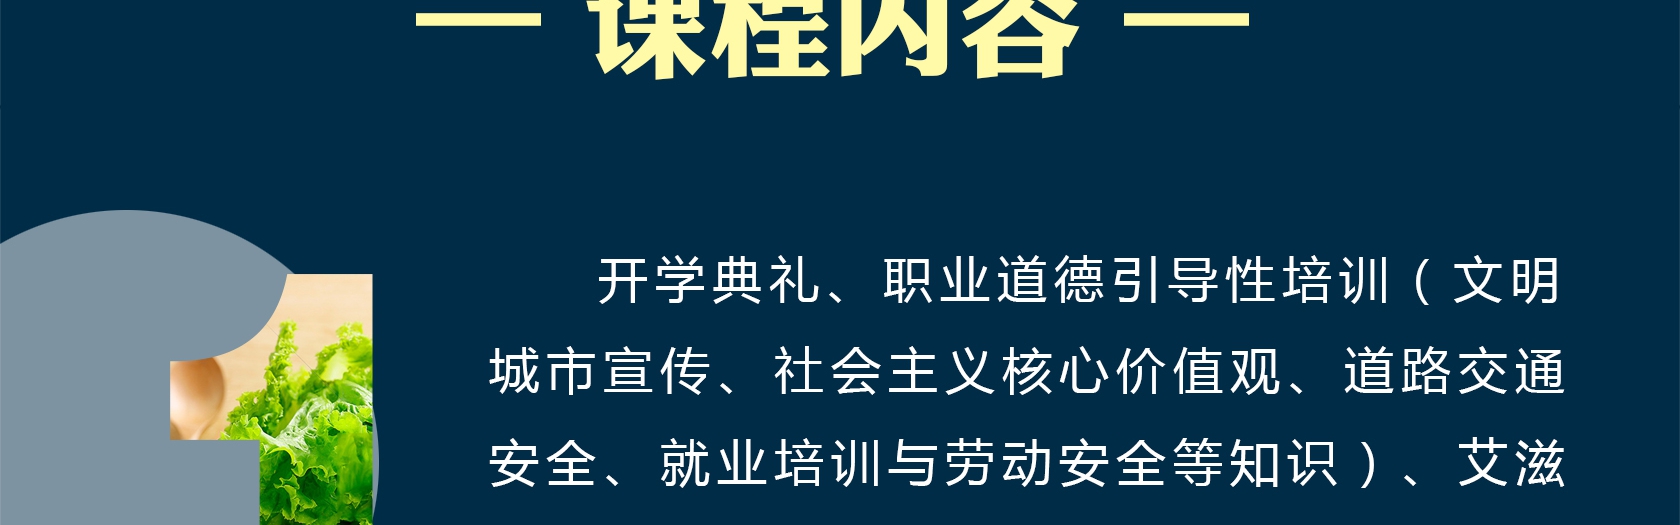 — 课程内容 —
开学典礼、职业道德引导性培训（文明
城市宣传、社会主义核心价值观、道路交通
安全、就业培训与劳动安全等知识）、艾滋
1